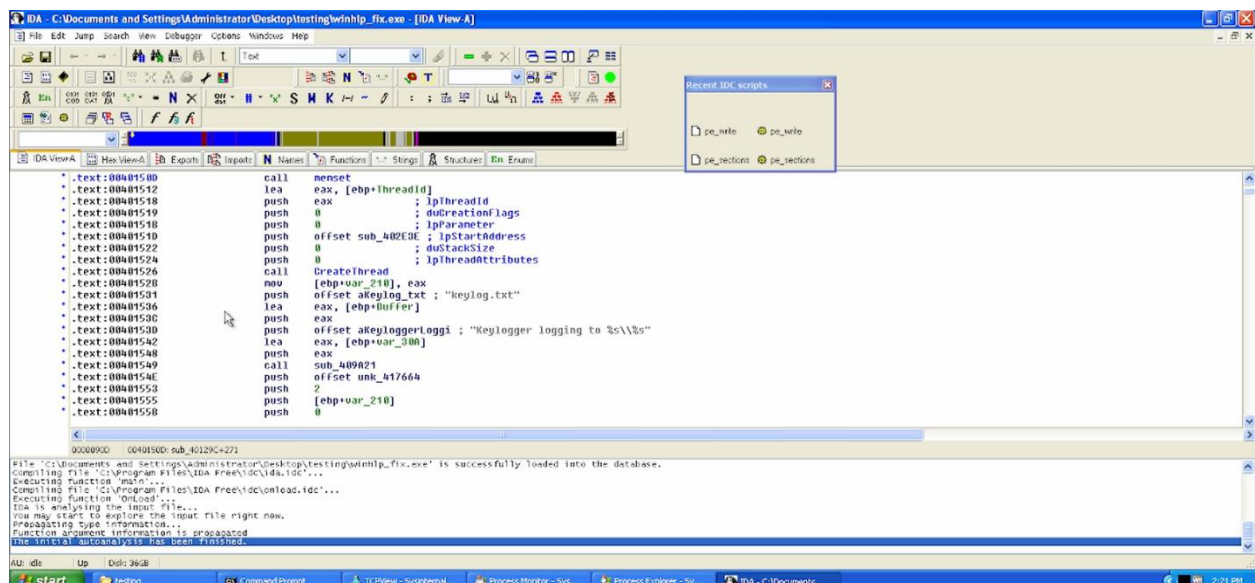 IDA - C:\Documents and Settings\Administrator\Desktop\testing\winhlp_fix.exe - [IDA View-A]
File Edit Jump Search View Debugger Options Windows Help
Text
En
N T
N X S M K
Recent IDC scripts
pe_write pe_write
pe_sections pe_sections
IDA View-A Hex View-A Exports Imports N Names Functions Strings Structures En Enums
.text:0040150D call memset
.text:00401512 lea eax, [ebp+ThreadId]
.text:00401518 push eax ; lpThreadId
.text:00401519 push 0 ; dwCreationFlags
.text:0040151B push 0 ; lpParameter
.text:0040151D push offset sub_402E3E ; lpStartAddress
.text:00401522 push 0 ; dwStackSize
.text:00401524 push 0 ; lpThreadAttributes
.text:00401526 call CreateThread
.text:0040152B mov [ebp+var_210], eax
.text:00401531 push offset aKeylog_txt ; "keylog.txt"
.text:00401536 lea eax, [ebp+Buffer]
.text:0040153C push eax
.text:0040153D push offset aKeyloggerLoggi ; "Keylogger logging to %s\\%s"
.text:00401542 lea eax, [ebp+var_30A]
.text:00401548 push eax
.text:00401549 call sub_409A21
.text:0040154E push offset unk_417664
.text:00401553 push 2
.text:00401555 push [ebp+var_210]
.text:0040155B push 0
0000090D 0040150D: sub_40129C+271
File 'C:\Documents and Settings\Administrator\Desktop\testing\winhlp_fix.exe' is successfully loaded into the database.
Compiling file 'C:\Program Files\IDA Free\idc\ida.idc'...
Executing function 'main'...
Compiling file 'C:\Program Files\IDA Free\idc\onload.idc'...
Executing function 'OnLoad'...
IDA is analysing the input file...
You may start to explore the input file right now.
Propagating type information...
Function argument information is propagated
The initial autoanalysis has been finished.
AU: idle Up Disk: 36GB
start testing Command Prompt TCPView - Sysinternal... Process Monitor - Sys... Process Explorer - Sy... IDA - C:\Documents ... 2:21 PM